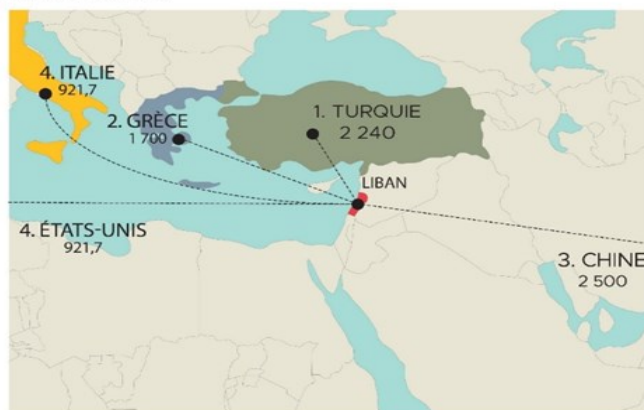 4. ITALIE
921,7
2. GRÈCE
1 700
1. TURQUIE
2 240
LIBAN
4. ÉTATS-UNIS
921,7
3. CHINE
2 500